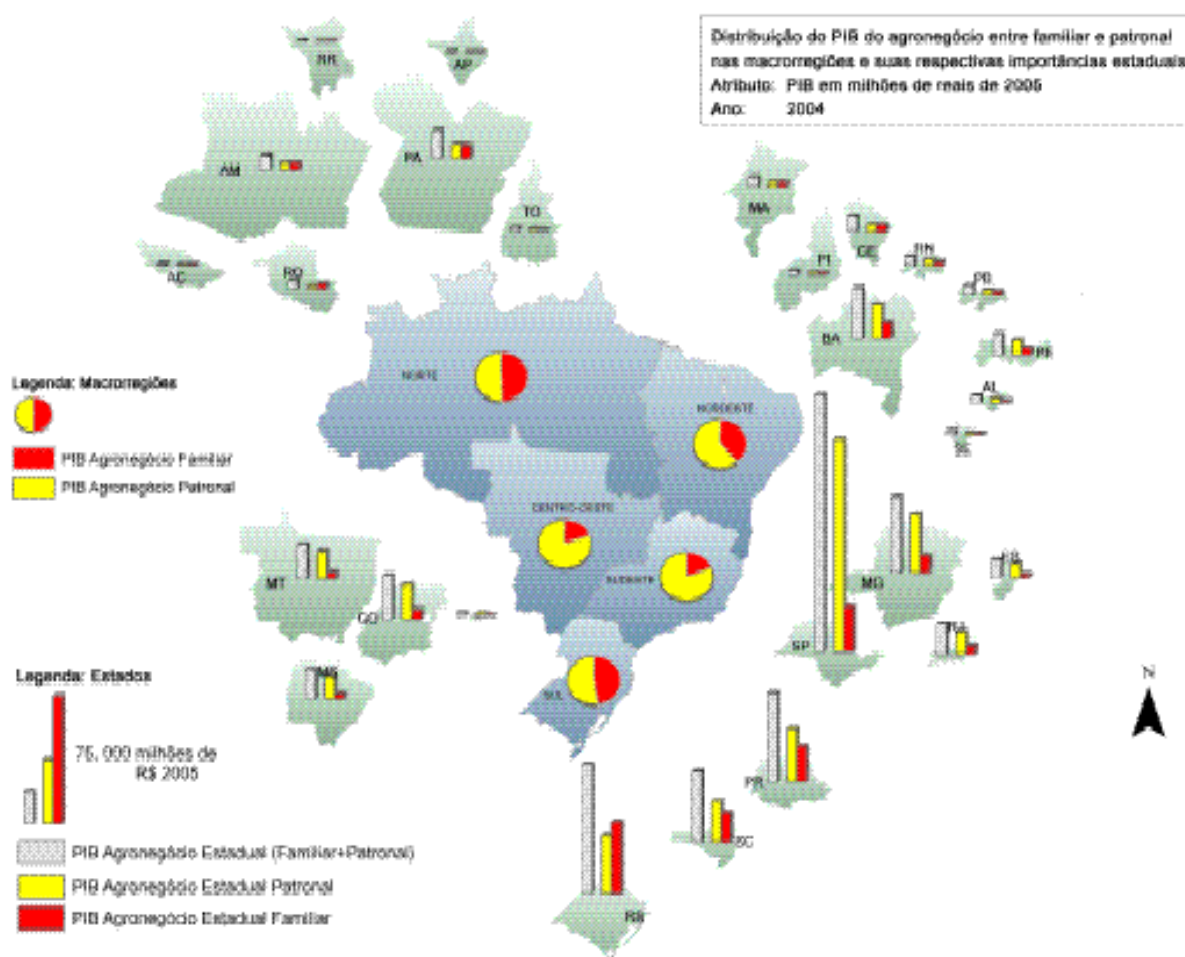 Distribuição do PIB do agronegócio entre familiar e patronal
nas macrorregiões e suas respectivas importâncias estaduais
Atributo: PIB em milhões de reais de 2005
Ano: 2004
RR
AP
AM
PA
TO
AC
RO
MA
PI
CE
RN
PB
BA
PE
AL
SE
NORTE
NORDESTE
CENTRO-OESTE
SUDESTE
SUL
Legenda: Macrorregiões
PIB Agronegócio Familiar
PIB Agronegócio Patronal
MT
GO
MS
MG
SP
PR
SC
RS
N
Legenda: Estados
75.000 milhões de
R$ 2005
PIB Agronegócio Estadual (Familiar+Patronal)
PIB Agronegócio Estadual Patronal
PIB Agronegócio Estadual Familiar